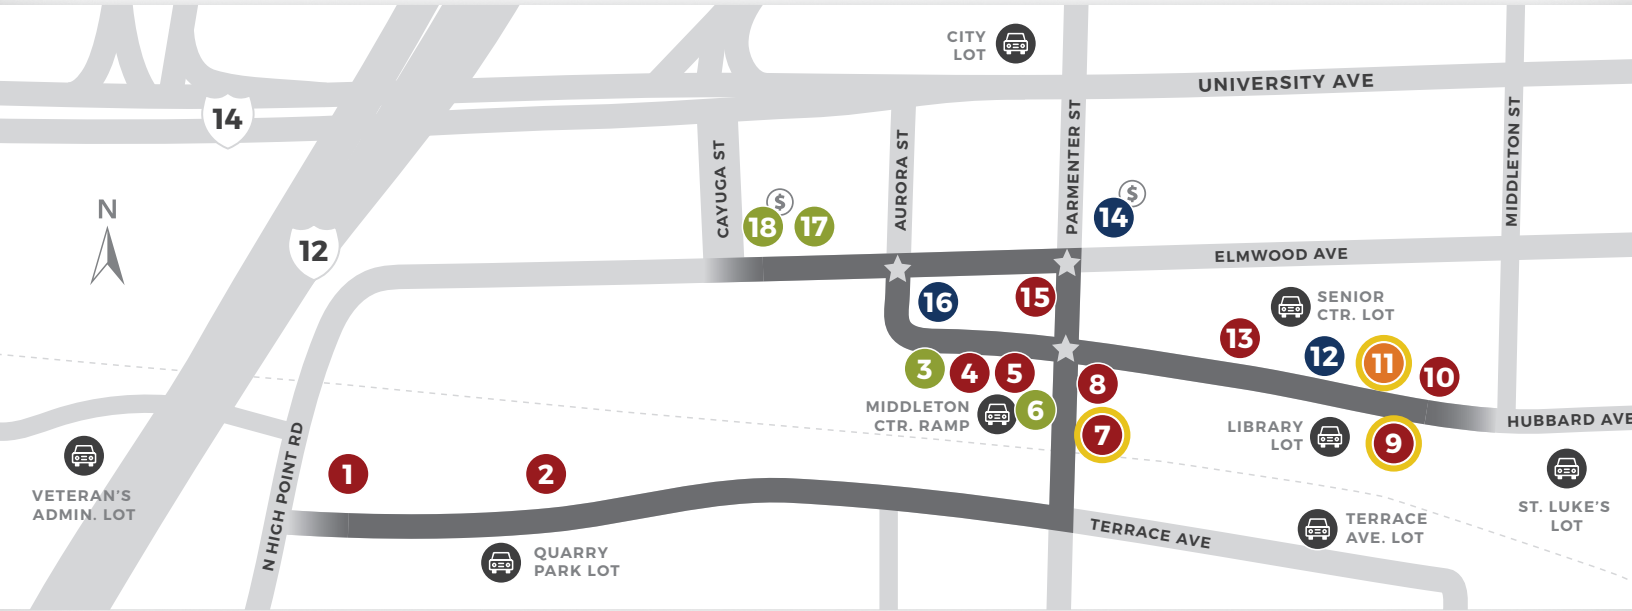 CITY
LOT
UNIVERSITY AVE
14
PARMENTER ST
MIDDLETON ST
CAYUGA ST
AURORA ST
N
12
$
18
17
$
14
ELMWOOD AVE
16
15
SENIOR
CTR. LOT
13
12
11
10
3
4
5
6
8
7
MIDDLETON
CTR. RAMP
LIBRARY
LOT
9
HUBBARD AVE
N HIGH POINT RD
1
2
VETERAN'S
ADMIN. LOT
QUARRY
PARK LOT
TERRACE AVE
TERRACE
AVE. LOT
ST. LUKE'S
LOT